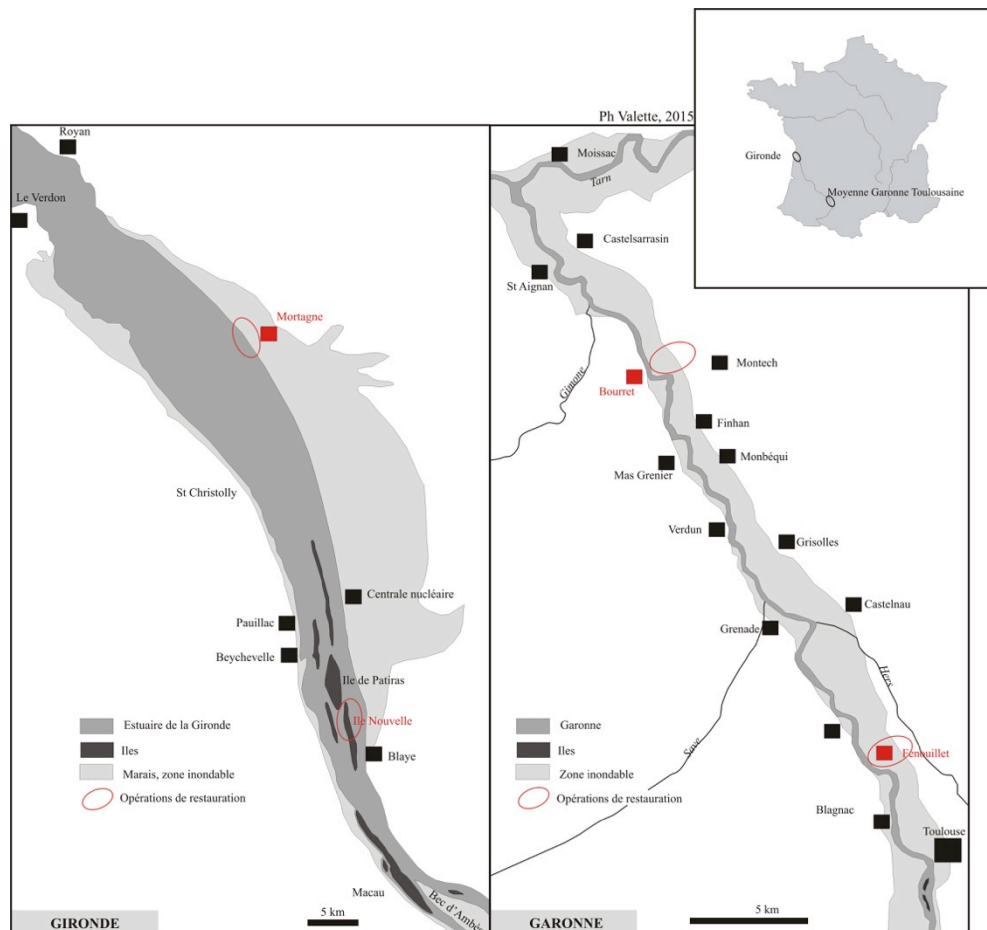 Ph Valette, 2015
Gironde
Moyenne Garonne Toulousaine
Royan
Le Verdon
Mortagne
St Christolly
Centrale nucléaire
Pauillac
Beychevelle
Ile de Patiras
Ile Nouvelle
Blaye
Estuaire de la Gironde
Iles
Marais, zone inondable
Opérations de restauration
Macau
Bec d'Ambès
5 km
GIRONDE
Moissac
Tarn
Castelsarrasin
St Aignan
Gimone
Montech
Bourret
Finhan
Monbéqui
Mas Grenier
Verdun
Grisolles
Castelnau
Grenade
Hers
Save
Fenouillet
Garonne
Iles
Zone inondable
Opérations de restauration
Blagnac
Toulouse
5 km
GARONNE